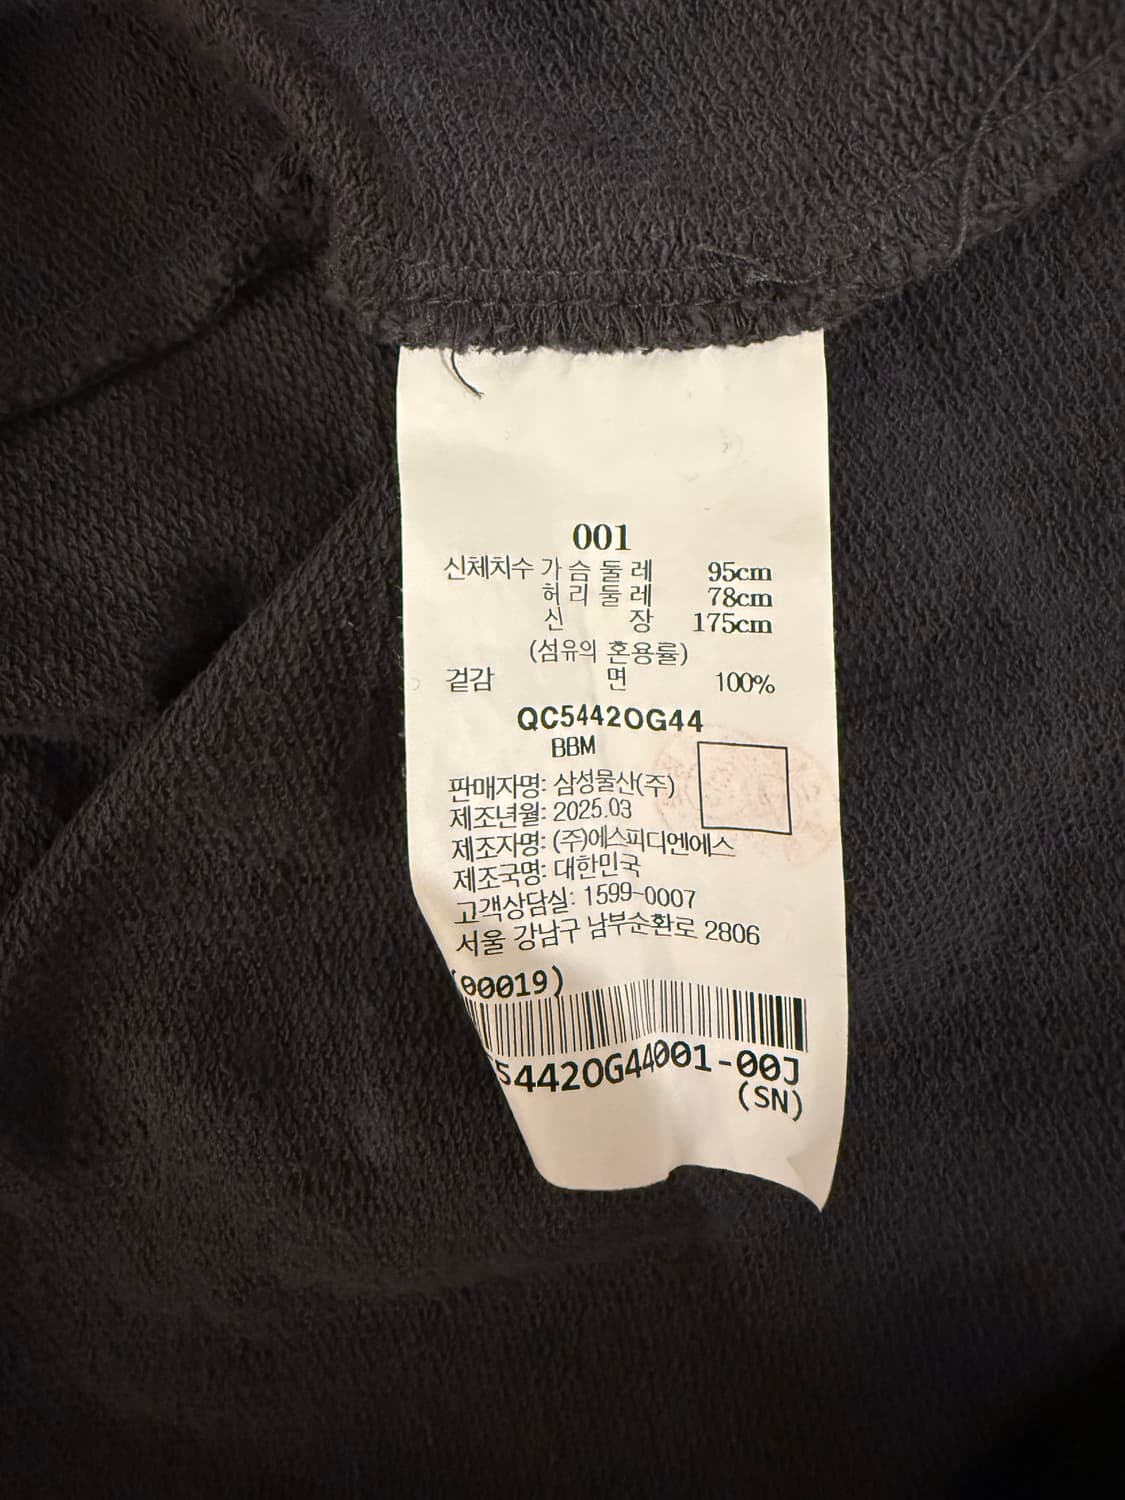 001
신체치수 가슴둘레 95cm
허리둘레 78cm
신 장 175cm
(섬유의 혼용률)
겉감 면 100%
QC5442OG44
BBM
판매자명: 삼성물산(주)
제조년월: 2025.03
제조자명: (주)에스피디엔에스
제조국명: 대한민국
고객상담실: 1599-0007
서울 강남구 남부순환로 2806
(00019)
5442OG44001-00J
(SN)